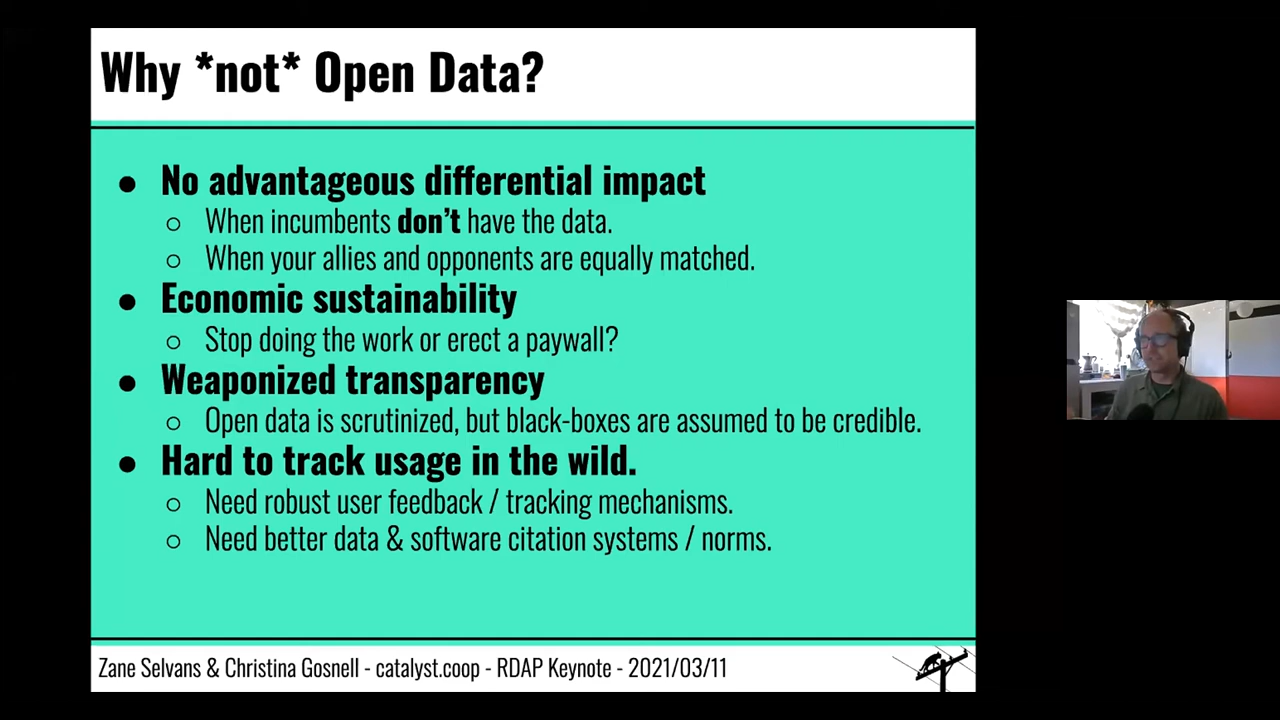 Why *not* Open Data?
● No advantageous differential impact
○ When incumbents don't have the data.
○ When your allies and opponents are equally matched.
● Economic sustainability
○ Stop doing the work or erect a paywall?
● Weaponized transparency
○ Open data is scrutinized, but black-boxes are assumed to be credible.
● Hard to track usage in the wild.
○ Need robust user feedback / tracking mechanisms.
○ Need better data & software citation systems / norms.
Zane Selvans & Christina Gosnell - catalyst.coop - RDAP Keynote - 2021/03/11